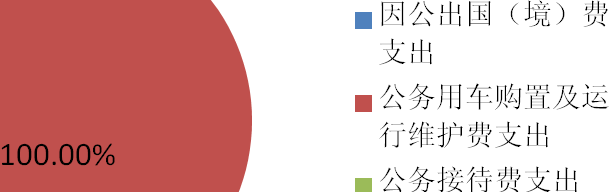 因公出国（境）费
支出
公务用车购置及运
行维护费支出
100.00%
公务接待费支出